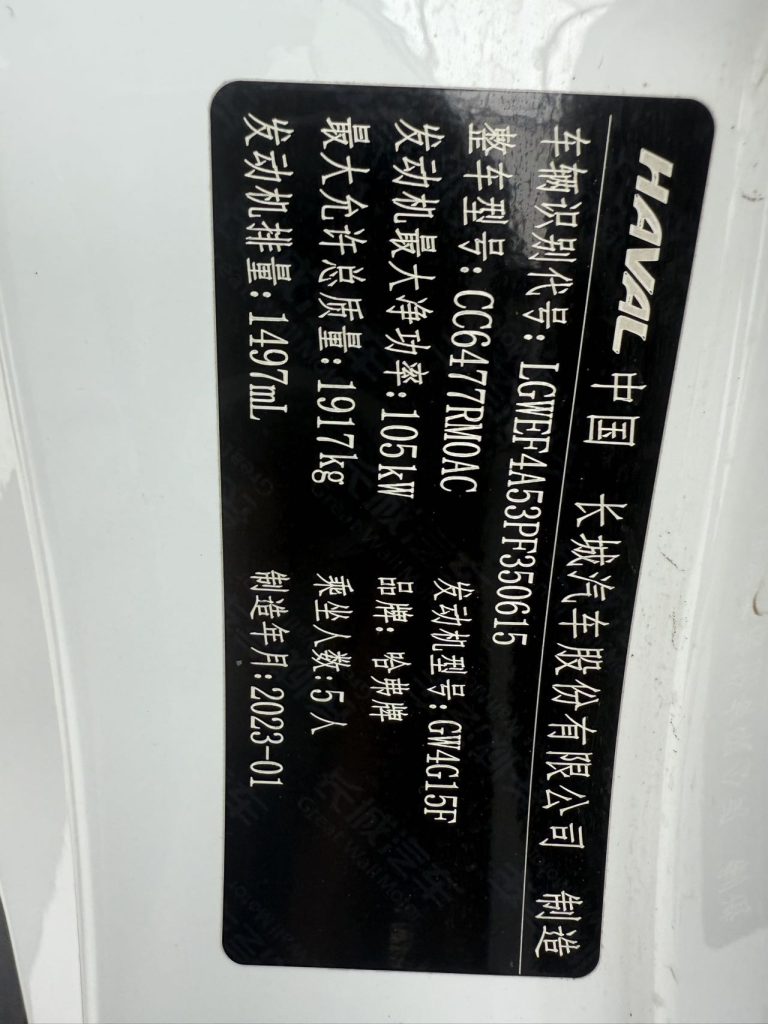 HAVAL 中国 长城汽车股份有限公司 制造
车辆识别代号:LGWEF4A53PF350615
整车型号:CC6477RM0AC 发动机型号:GW4G15F
发动机最大净功率:105kW 品牌:哈弗牌
最大允许总质量:1917kg 乘坐人数:5人
发动机排量:1497mL 制造年月:2023-01